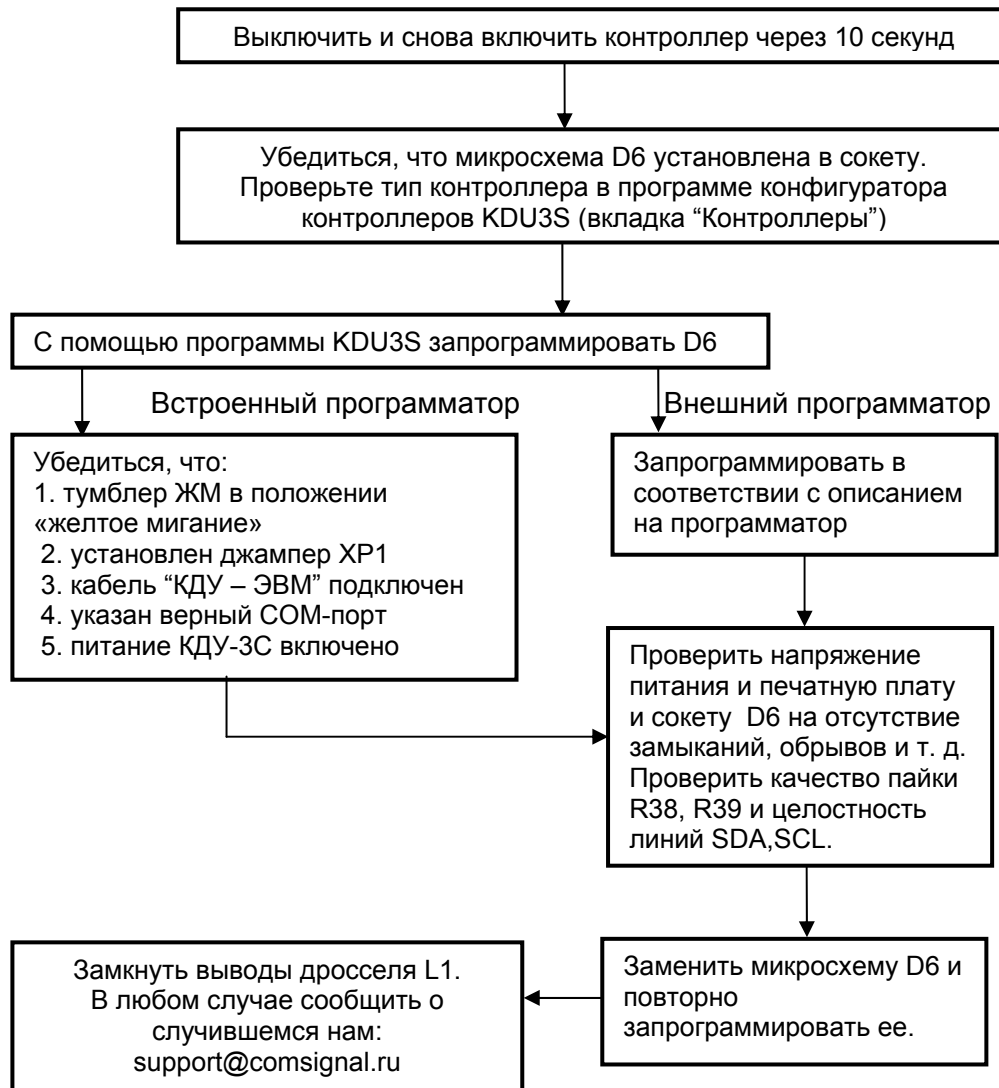 Выключить и снова включить контроллер через 10 секунд
Убедиться, что микросхема D6 установлена в сокету.
Проверьте тип контроллера в программе конфигуратора
контроллеров KDU3S (вкладка “Контроллеры”)
С помощью программы KDU3S запрограммировать D6
Встроенный программатор
Убедиться, что:
1. тумблер ЖМ в положении
«желтое мигание»
2. установлен джампер XP1
3. кабель “КДУ – ЭВМ” подключен
4. указан верный COM-порт
5. питание КДУ-3С включено
Внешний программатор
Запрограммировать в
соответствии с описанием
на программатор
Проверить напряжение
питания и печатную плату
и сокету D6 на отсутствие
замыканий, обрывов и т. д.
Проверить качество пайки
R38, R39 и целостность
линий SDA,SCL.
Заменить микросхему D6 и
повторно
запрограммировать ее.
Замкнуть выводы дросселя L1.
В любом случае сообщить о
случившемся нам:
support@comsignal.ru